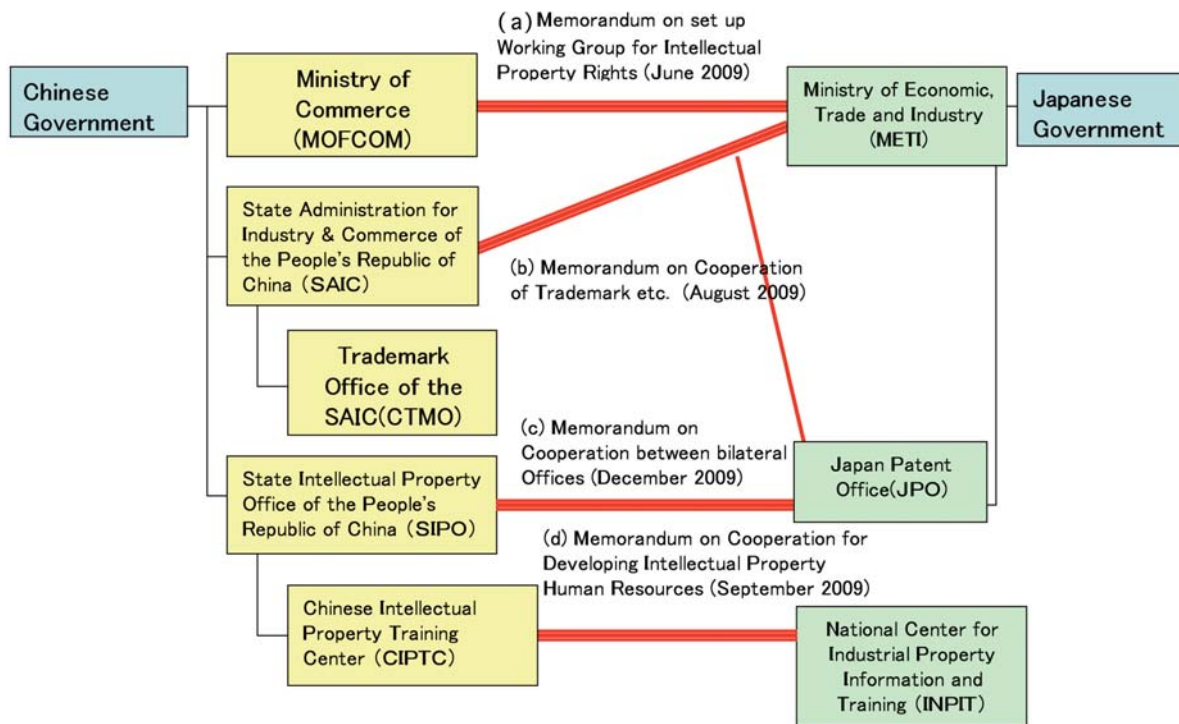 Chinese
Government
Ministry of
Commerce
(MOFCOM)
(a) Memorandum on set up
Working Group for Intellectual
Property Rights (June 2009)
Ministry of Economic,
Trade and Industry
(METI)
Japanese
Government
State Administration for
Industry & Commerce of
the People's Republic of
China (SAIC)
(b) Memorandum on Cooperation
of Trademark etc. (August 2009)
Trademark
Office of the
SAIC(CTMO)
(c) Memorandum on
Cooperation between bilateral
Offices (December 2009)
State Intellectual Property
Office of the People's
Republic of China (SIPO)
Japan Patent
Office(JPO)
(d) Memorandum on Cooperation for
Developing Intellectual Property
Human Resources (September 2009)
Chinese Intellectual
Property Training
Center (CIPTC)
National Center for
Industrial Property
Information and
Training (INPIT)